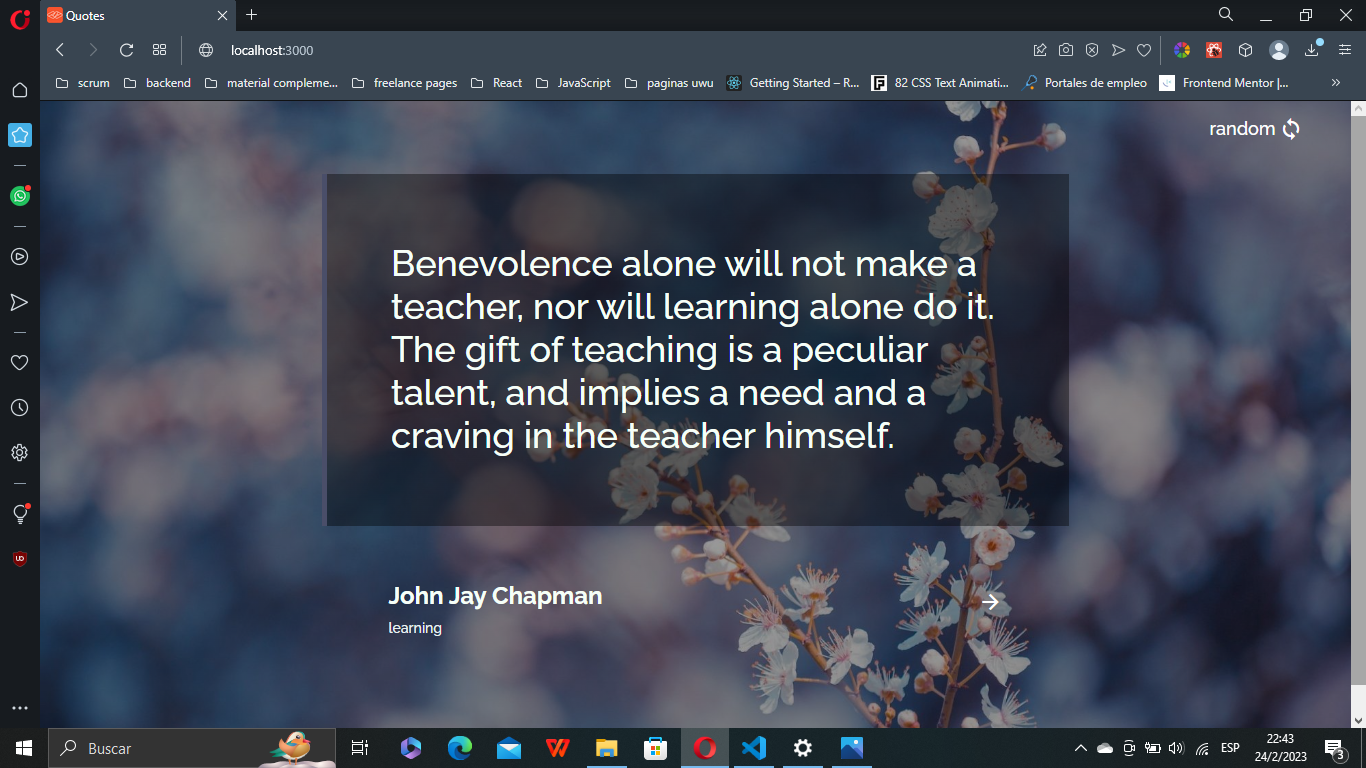 Quotes
localhost:3000
scrum
backend
material compleme...
freelance pages
React
JavaScript
paginas uwu
Getting Started – R...
82 CSS Text Animati...
Portales de empleo
Frontend Mentor |...
random
Benevolence alone will not make a
teacher, nor will learning alone do it.
The gift of teaching is a peculiar
talent, and implies a need and a
craving in the teacher himself.
John Jay Chapman
learning
Buscar
ESP
22:43
24/2/2023
3